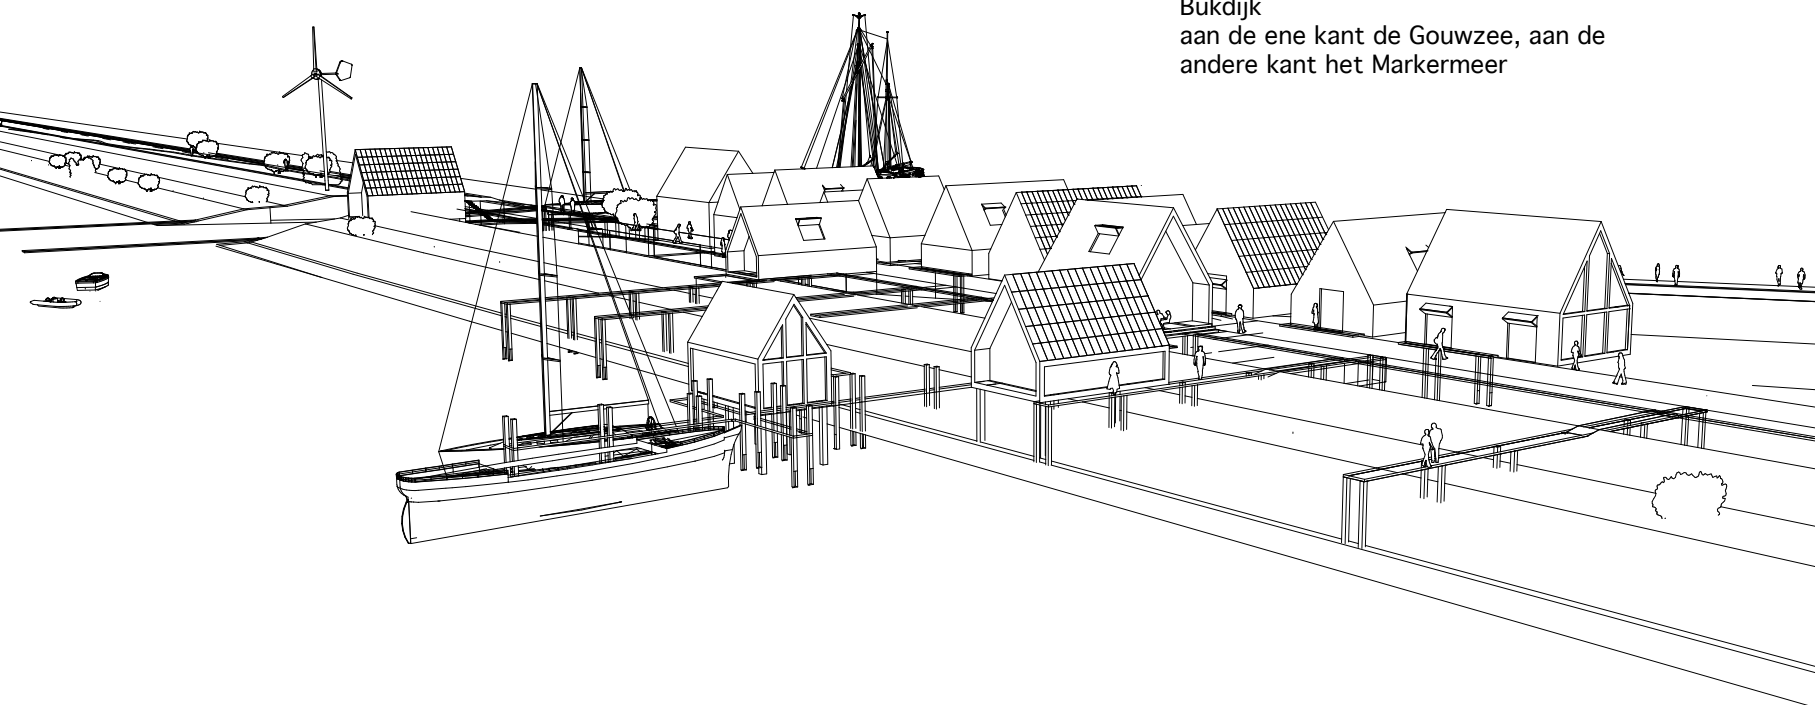 Bukdijk
aan de ene kant de Gouwzee, aan de
andere kant het Markermeer